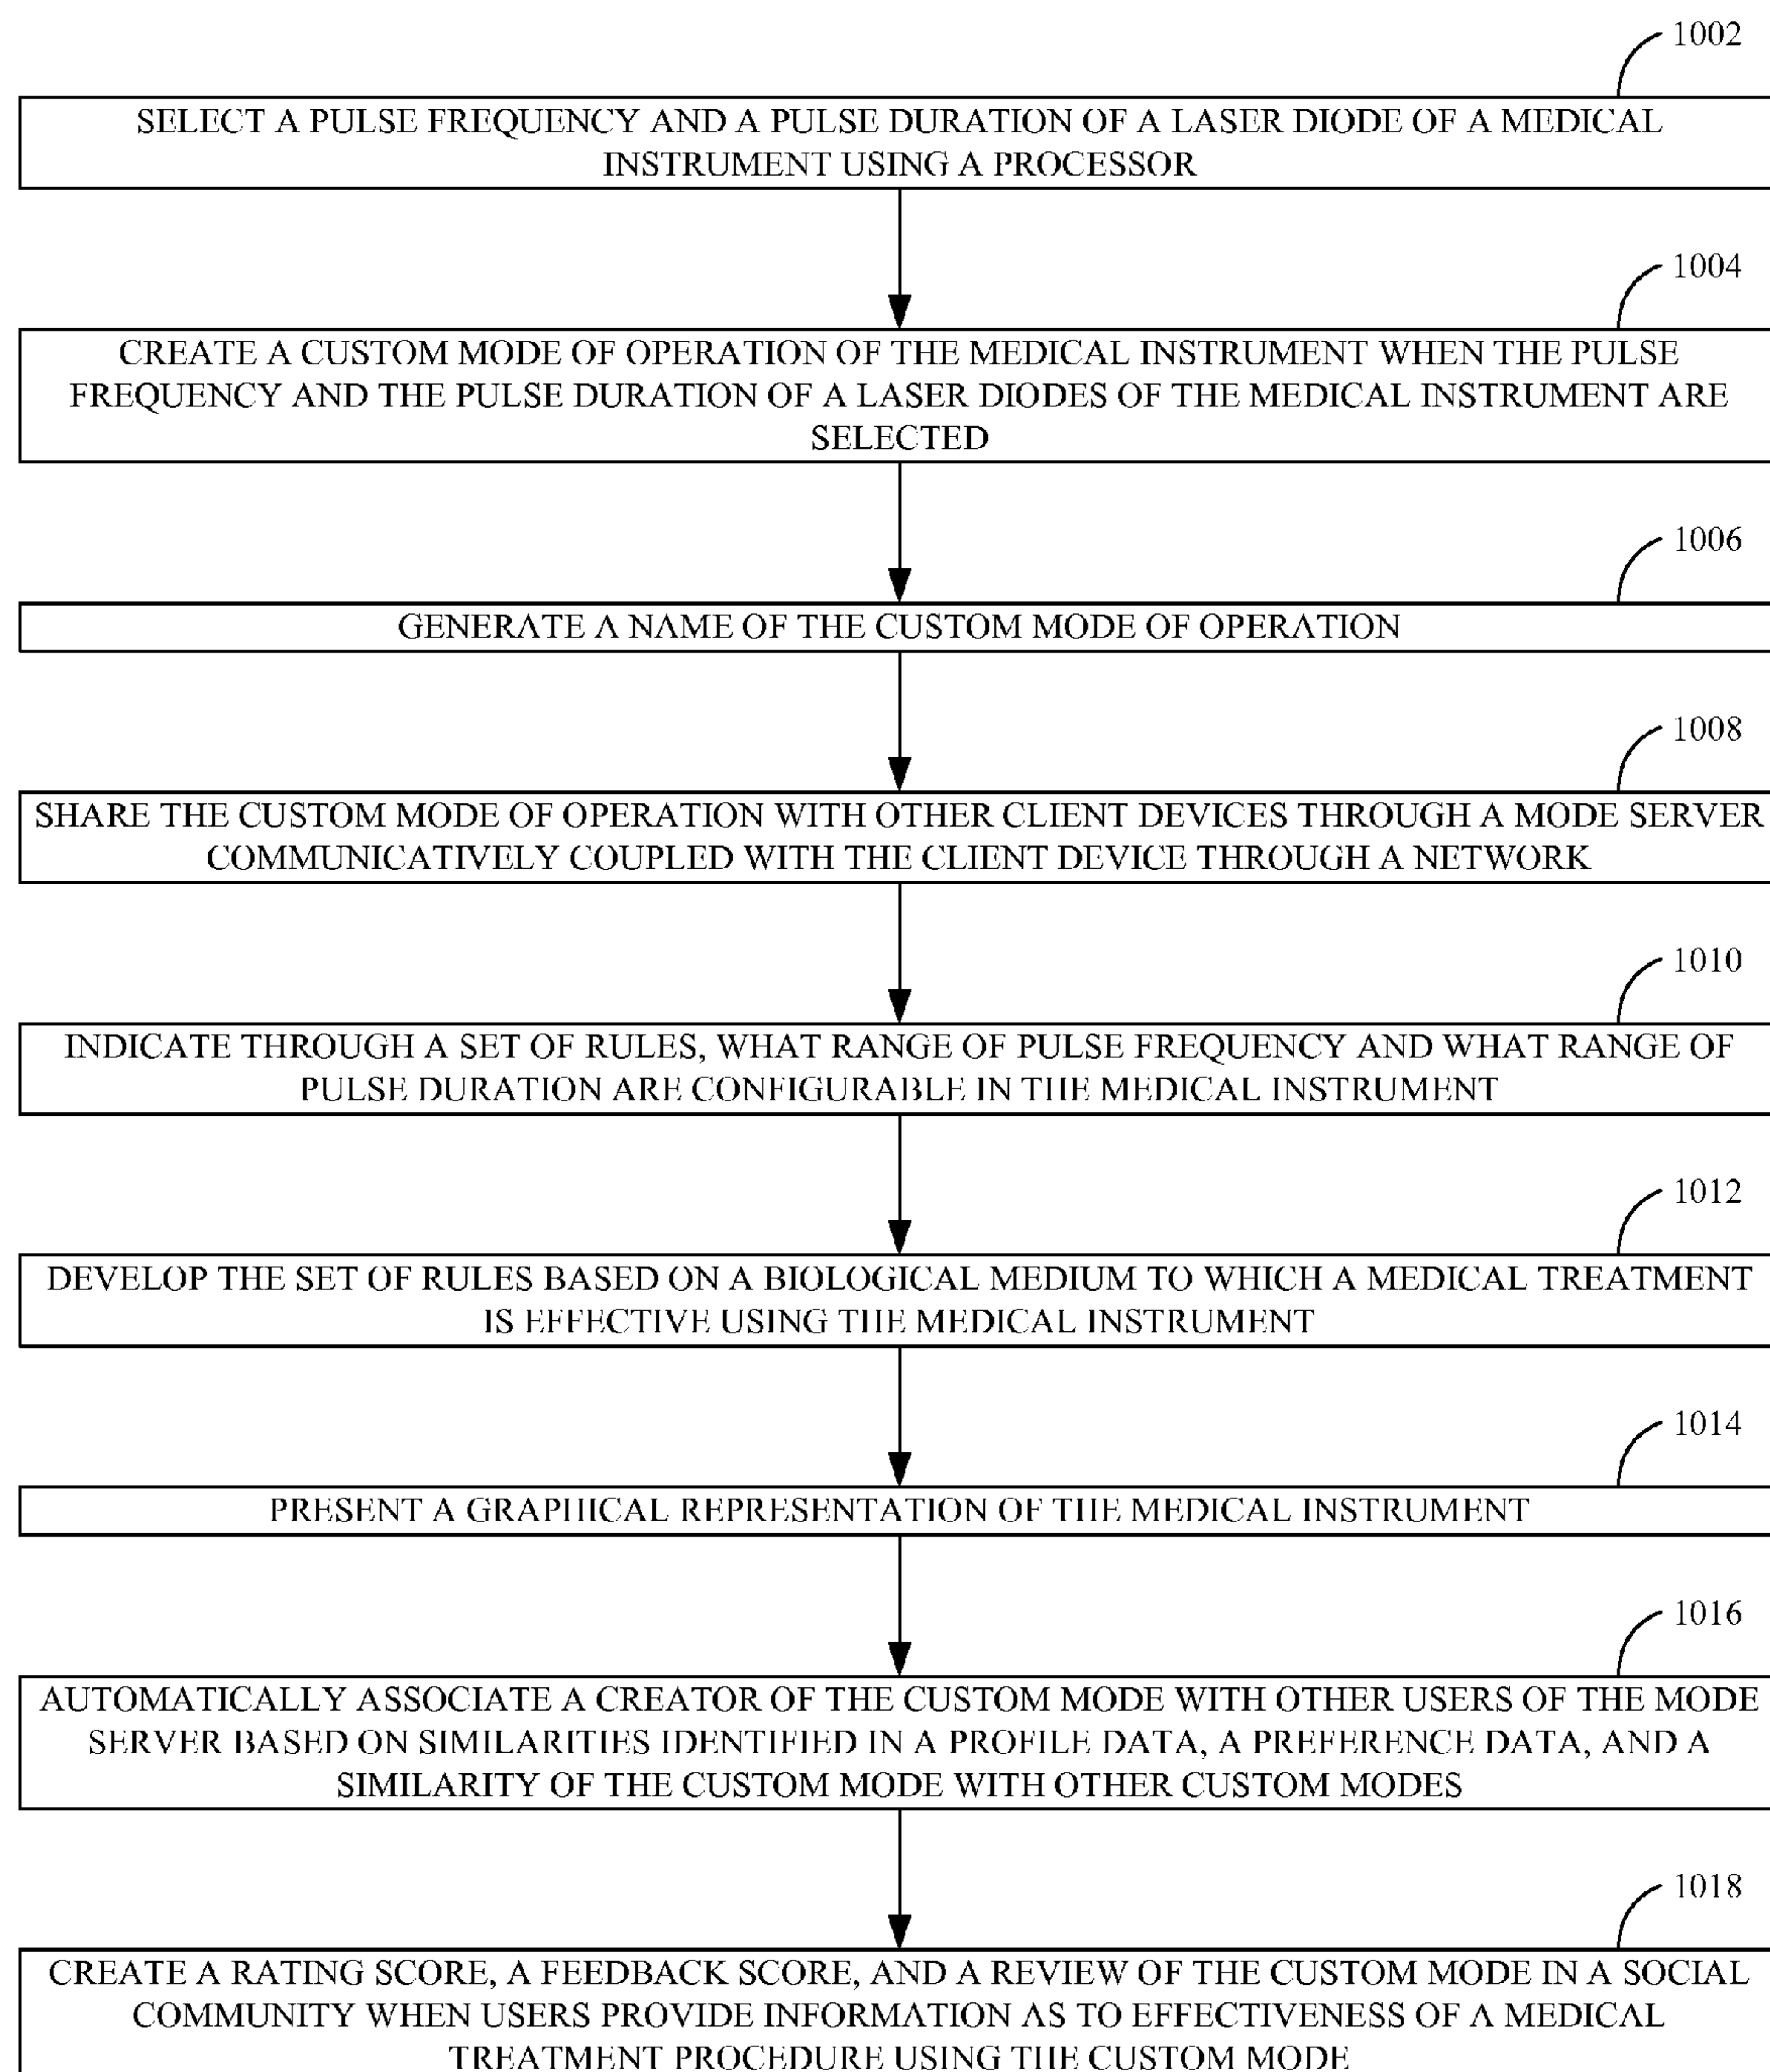 1002
SELECT A PULSE FREQUENCY AND A PULSE DURATION OF A LASER DIODE OF A MEDICAL
INSTRUMENT USING A PROCESSOR
1004
CREATE A CUSTOM MODE OF OPERATION OF THE MEDICAL INSTRUMENT WHEN THE PULSE
FREQUENCY AND THE PULSE DURATION OF A LASER DIODES OF THE MEDICAL INSTRUMENT ARE
SELECTED
1006
GENERATE A NAME OF THE CUSTOM MODE OF OPERATION
1008
SHARE THE CUSTOM MODE OF OPERATION WITH OTHER CLIENT DEVICES THROUGH A MODE SERVER
COMMUNICATIVELY COUPLED WITH THE CLIENT DEVICE THROUGH A NETWORK
1010
INDICATE THROUGH A SET OF RULES, WHAT RANGE OF PULSE FREQUENCY AND WHAT RANGE OF
PULSE DURATION ARE CONFIGURABLE IN THE MEDICAL INSTRUMENT
1012
DEVELOP THE SET OF RULES BASED ON A BIOLOGICAL MEDIUM TO WHICH A MEDICAL TREATMENT
IS EFFECTIVE USING THE MEDICAL INSTRUMENT
1014
PRESENT A GRAPHICAL REPRESENTATION OF THE MEDICAL INSTRUMENT
1016
AUTOMATICALLY ASSOCIATE A CREATOR OF THE CUSTOM MODE WITH OTHER USERS OF THE MODE
SERVER BASED ON SIMILARITIES IDENTIFIED IN A PROFILE DATA, A PREFERENCE DATA, AND A
SIMILARITY OF THE CUSTOM MODE WITH OTHER CUSTOM MODES
1018
CREATE A RATING SCORE, A FEEDBACK SCORE, AND A REVIEW OF THE CUSTOM MODE IN A SOCIAL
COMMUNITY WHEN USERS PROVIDE INFORMATION AS TO EFFECTIVENESS OF A MEDICAL
TREATMENT PROCEDURE USING THE CUSTOM MODE